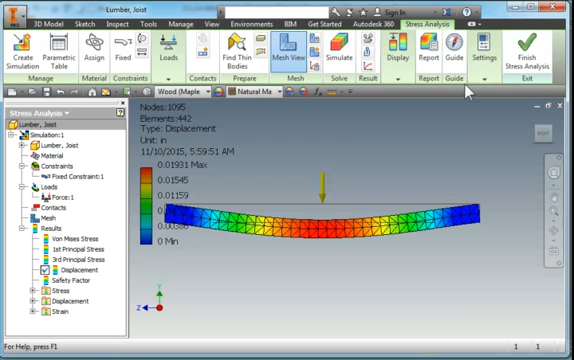 Lumber, Joist
Sign In
PRO
3D Model
Sketch
Inspect
Tools
Manage
View
Environments
BIM
Get Started
Autodesk 360
Stress Analysis
Create Simulation
Parametric Table
Assign
Fixed
Loads
Find Thin Bodies
Mesh View
Simulate
Display
Report
Guide
Settings
Finish Stress Analysis
Manage
Material
Constraints
Contacts
Prepare
Mesh
Solve
Result
Report
Guide
Exit
Wood (Maple
Natural Ma
Stress Analysis
Lumber, Joist
Simulation:1
Lumber, Joist
Material
Constraints
Fixed Constraint:1
Loads
Force:1
Contacts
Mesh
Results
Von Mises Stress
1st Principal Stress
3rd Principal Stress
Displacement
Safety Factor
Stress
Displacement
Strain
Nodes:1095
Elements:442
Type: Displacement
Unit: in
11/10/2015, 5:59:51 AM
0.01931 Max
0.01545
0.01159
0 Min
Y
Z
For Help, press F1
1 1